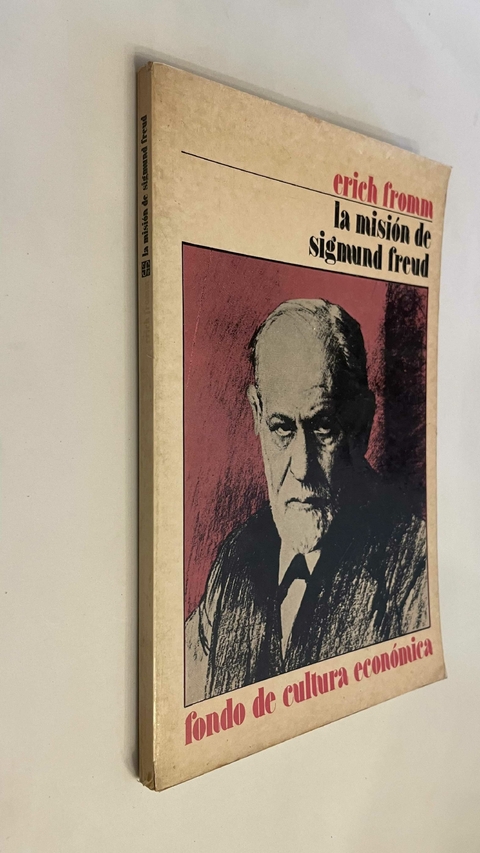 erich fromm
la misión de
sigmund freud
fondo de cultura económica
la misión de sigmund freud